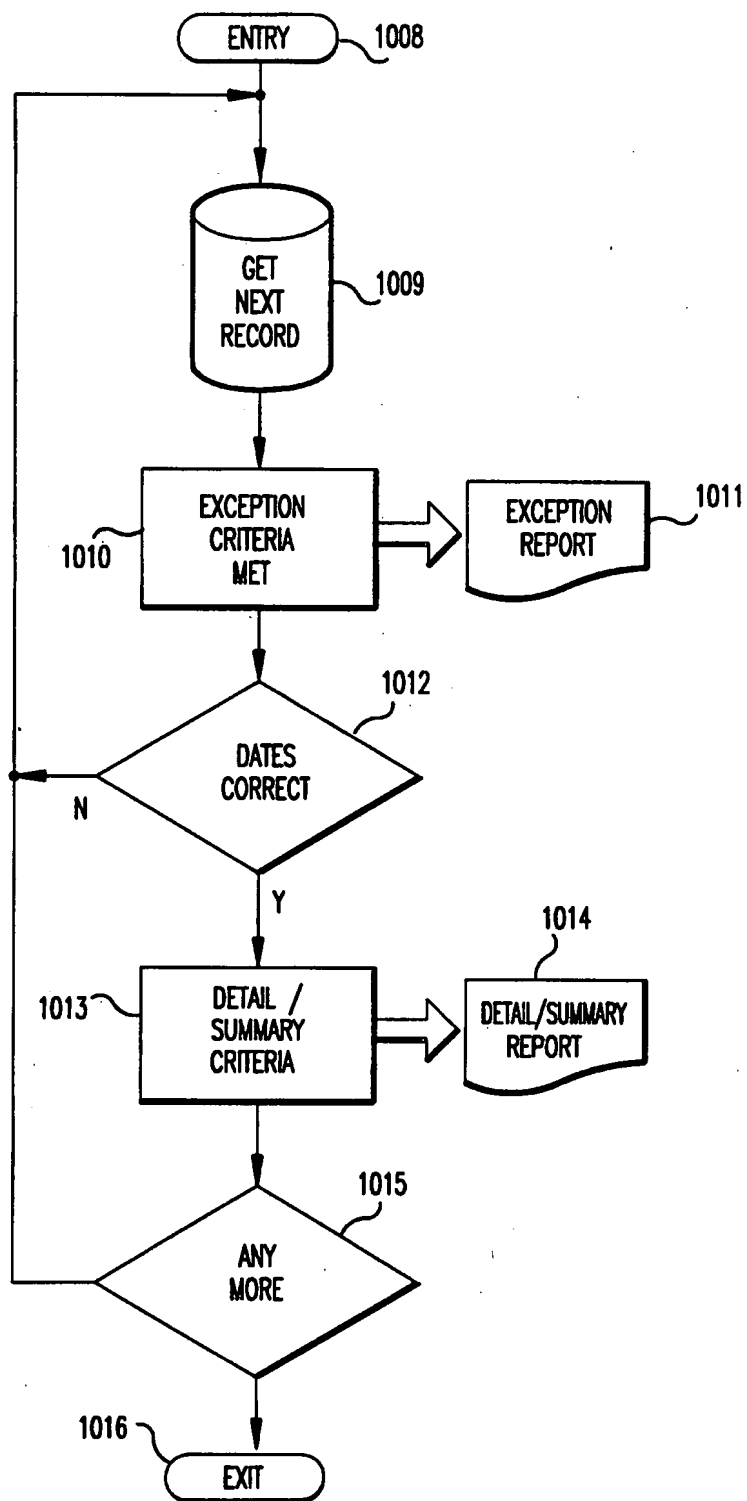 ENTRY
1008
GET
NEXT
RECORD
1009
EXCEPTION
CRITERIA
MET
1010
EXCEPTION
REPORT
1011
DATES
CORRECT
1012
N
Y
DETAIL /
SUMMARY
CRITERIA
1013
DETAIL/SUMMARY
REPORT
1014
ANY
MORE
1015
EXIT
1016